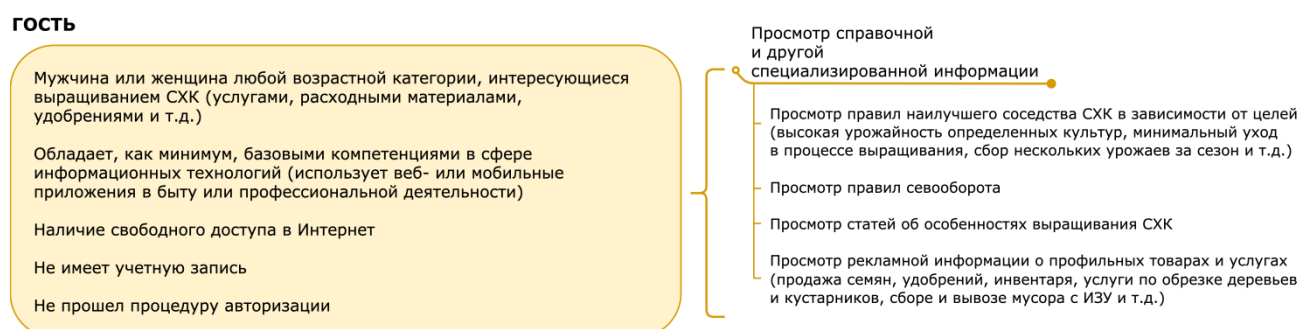 ГОСТЬ
Мужчина или женщина любой возрастной категории, интересующиеся
выращиванием СХК (услугами, расходными материалами,
удобрениями и т.д.)
Обладает, как минимум, базовыми компетенциями в сфере
информационных технологий (использует веб- или мобильные
приложения в быту или профессиональной деятельности)
Наличие свободного доступа в Интернет
Не имеет учетную запись
Не прошел процедуру авторизации
Просмотр справочной
и другой
специализированной информации
Просмотр правил наилучшего соседства СХК в зависимости от целей
(высокая урожайность определенных культур, минимальный уход
в процессе выращивания, сбор нескольких урожаев за сезон и т.д.)
Просмотр правил севооборота
Просмотр статей об особенностях выращивания СХК
Просмотр рекламной информации о профильных товарах и услугах
(продажа семян, удобрений, инвентаря, услуги по обрезке деревьев
и кустарников, сборе и вывозе мусора с ИЗУ и т.д.)